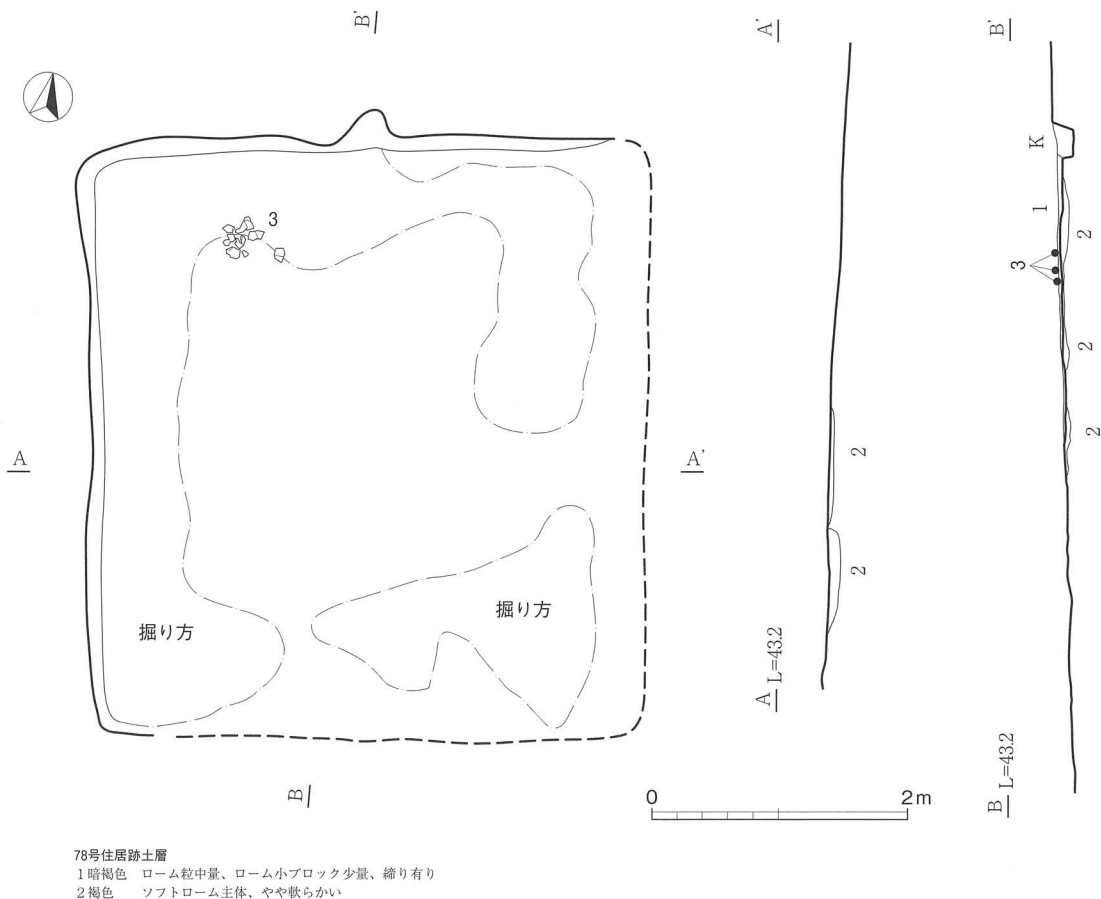 B'
A'
B'
3
K
1
2
3
2
2
A
A'
2
2
掘り方
掘り方
A L=43.2
B
B L=43.2
0 2m
78号住居跡土層
1暗褐色 ローム粒中量、ローム小ブロック少量、締り有り
2褐色 ソフトローム主体、やや軟らかい